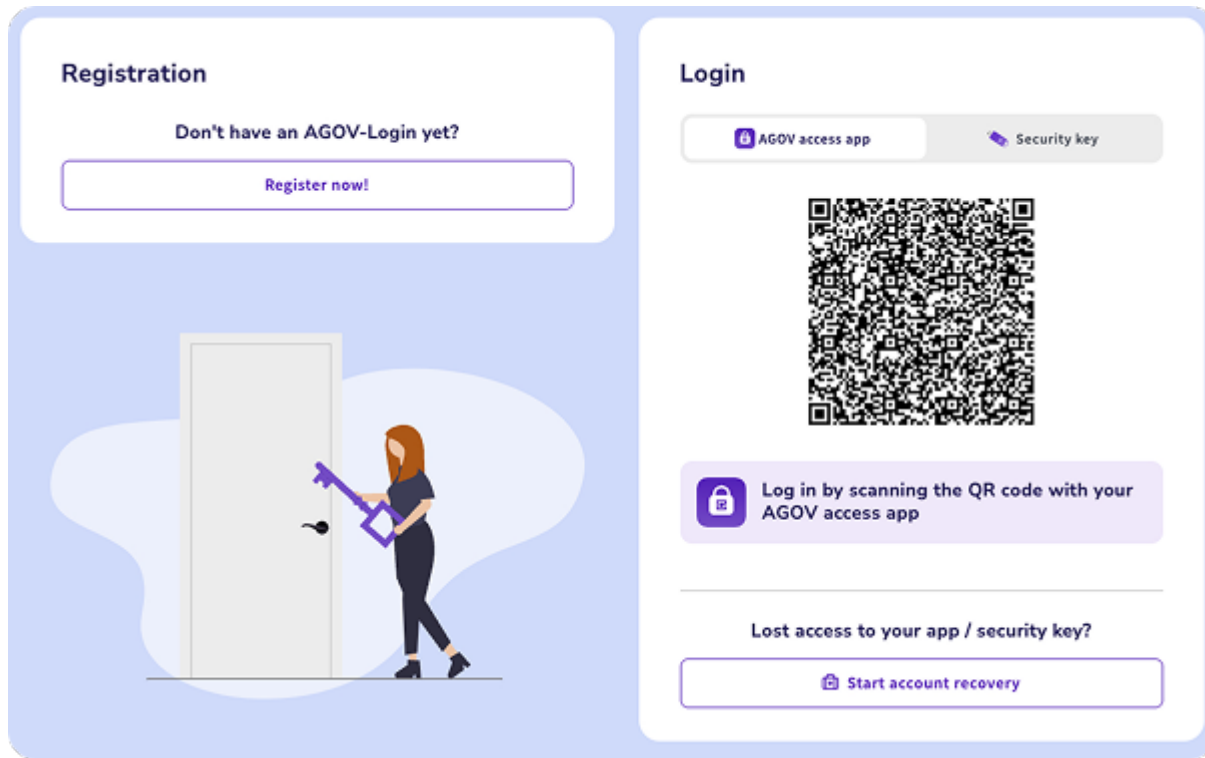 Registration
Don't have an AGOV-Login yet?
Register now!
Login
AGOV access app
Security key
Log in by scanning the QR code with your
AGOV access app
Lost access to your app / security key?
Start account recovery